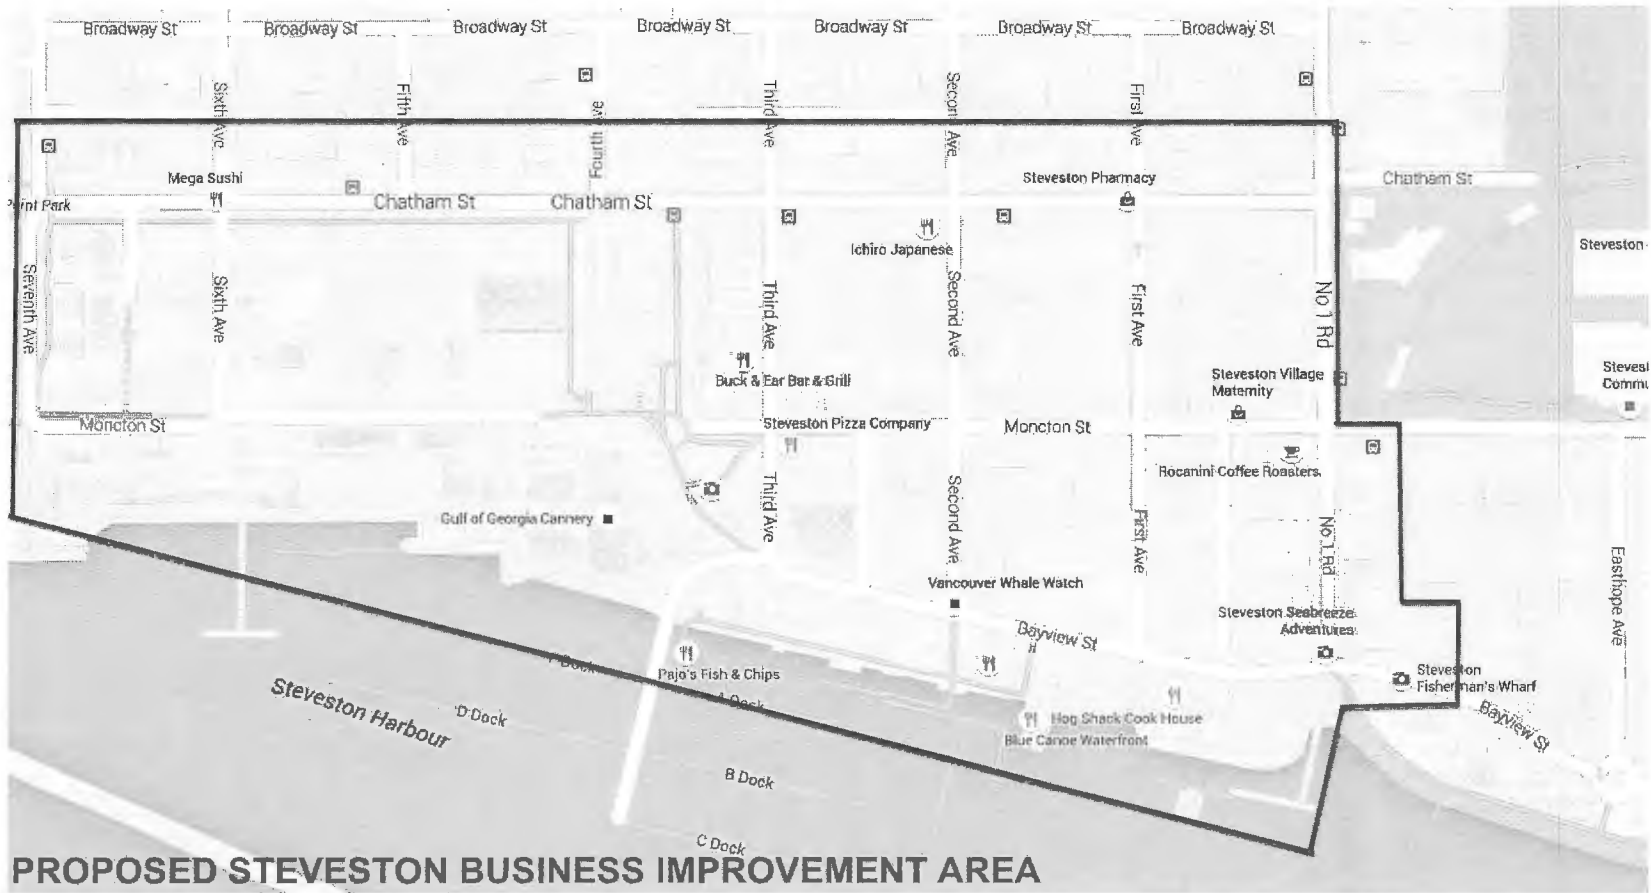 Broadway St
Broadway St
Broadway St
Broadway St
Broadway St
Broadway St
Broadway St
Sixth Ave
Fifth Ave
Fourth Ave
Third Ave
Second Ave
First Ave
Mega Sushi
Steveston Pharmacy
Chatham St
Chatham St
Chatham St
Point Park
Ichiro Japanese
Steveston
Seventh Ave
Sixth Ave
Third Ave
Second Ave
First Ave
No 1 Rd
Buck & Ear Bar & Grill
Steveston Village
Maternity
Stevest
Commu
Moncton St
Steveston Pizza Company
Moncton St
Rocanini Coffee Roasters
Gulf of Georgia Cannery
Third Ave
Second Ave
First Ave
No 1 Rd
Easthope Ave
Vancouver Whale Watch
Steveston Seabreeze
Adventures
Bayview St
Pajo's Fish & Chips
Steveston
Fisherman's Wharf
Steveston Harbour
D Dock
Hog Shack Cook House
Blue Canoe Waterfront
Bayview St
B Dock
C Dock
PROPOSED STEVESTON BUSINESS IMPROVEMENT AREA